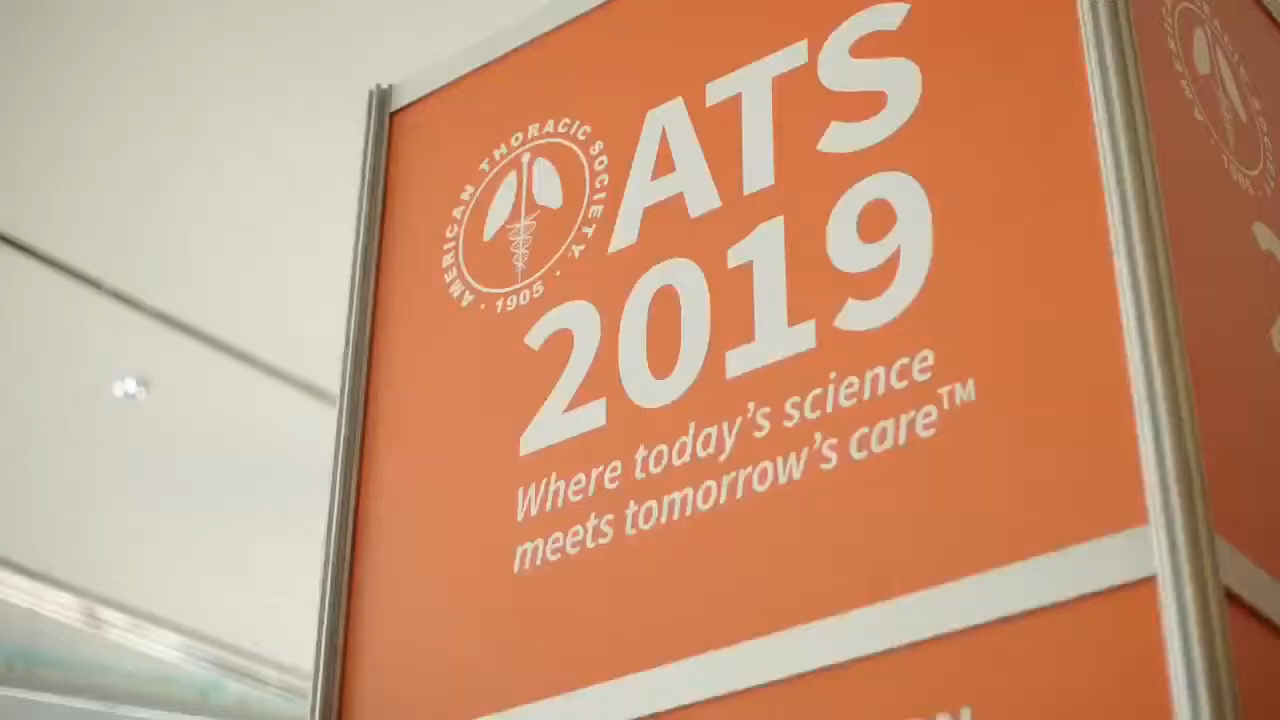 AMERICAN THORACIC SOCIETY
· 1905 ·
ATS
2019
Where today’s science
meets tomorrow’s care™